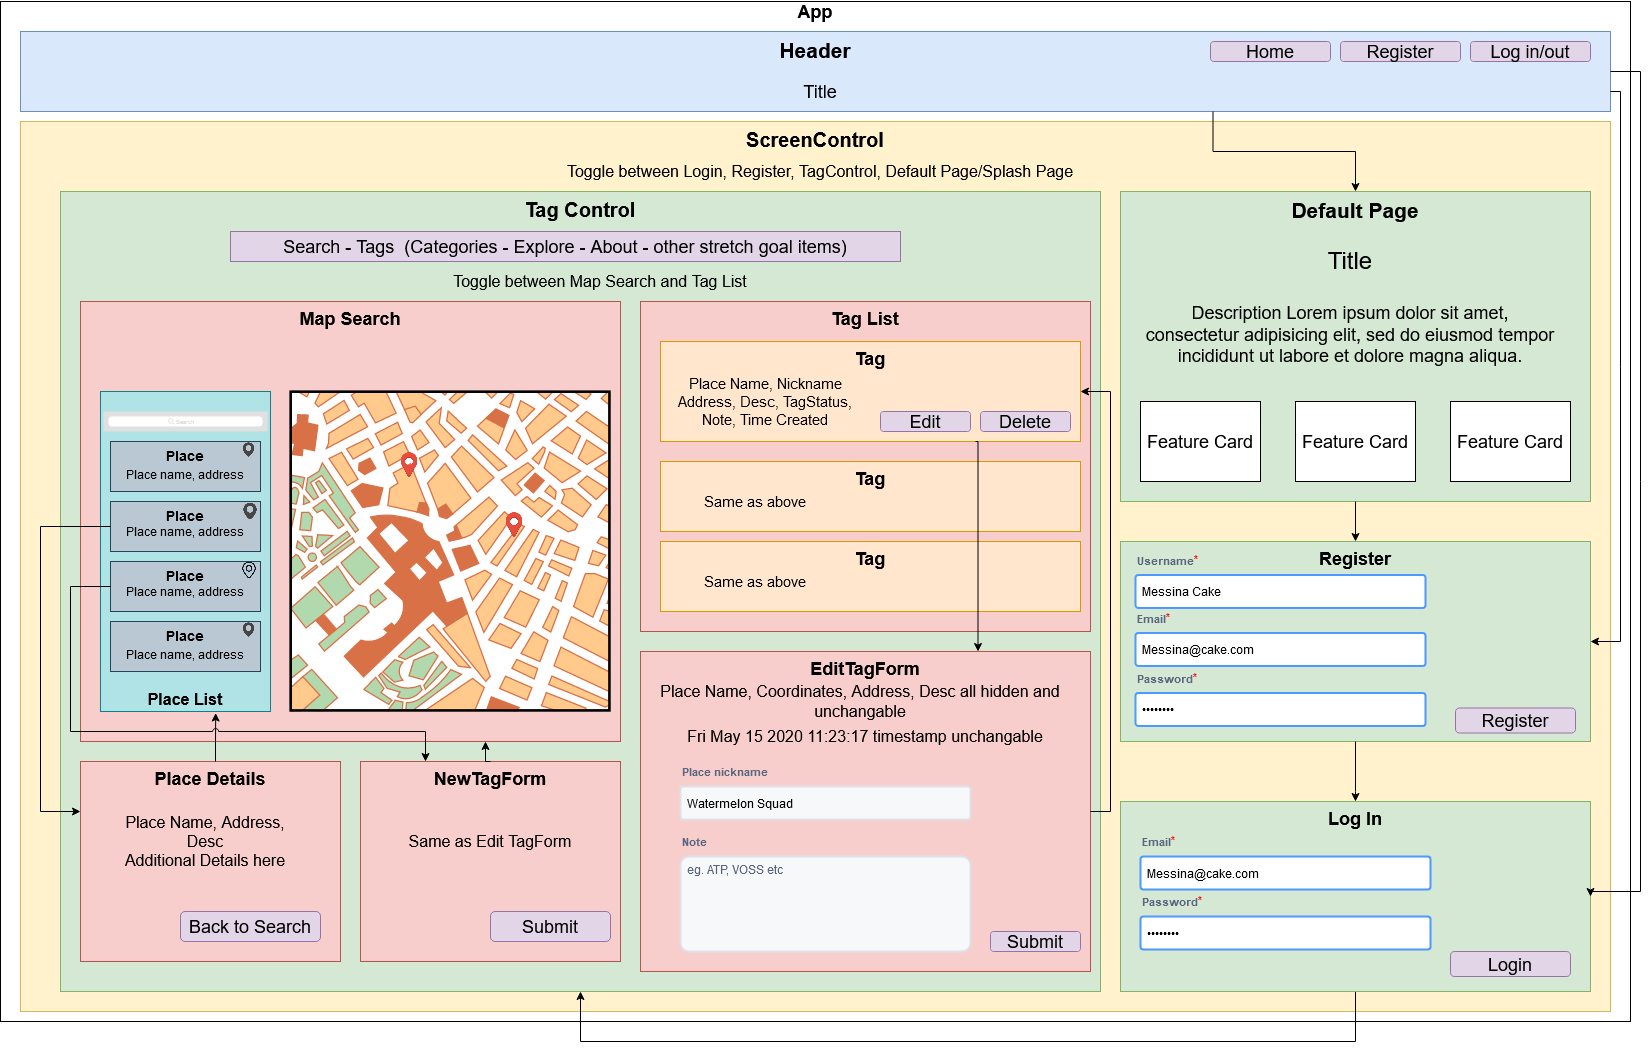 App
Header
Home
Register
Log in/out
Title
ScreenControl
Toggle between Login, Register, TagControl, Default Page/Splash Page
Tag Control
Search - Tags  (Categories - Explore - About - other stretch goal items)
Toggle between Map Search and Tag List
Map Search
Search
Place
Place name, address
Place
Place name, address
Place
Place name, address
Place
Place name, address
Place List
Tag List
Tag
Place Name, Nickname
Address, Desc, TagStatus,
Note, Time Created
Edit
Delete
Tag
Same as above
Tag
Same as above
Place Details
Place Name, Address,
Desc
Additional Details here
Back to Search
NewTagForm
Same as Edit TagForm
Submit
EditTagForm
Place Name, Coordinates, Address, Desc all hidden and
unchangable
Fri May 15 2020 11:23:17 timestamp unchangable
Place nickname
Watermelon Squad
Note
eg. ATP, VOSS etc
Submit
Default Page
Title
Description Lorem ipsum dolor sit amet,
consectetur adipisicing elit, sed do eiusmod tempor
incididunt ut labore et dolore magna aliqua.
Feature Card
Feature Card
Feature Card
Register
Username*
Messina Cake
Email*
Messina@cake.com
Password*
••••••••
Register
Log In
Email*
Messina@cake.com
Password*
••••••••
Login